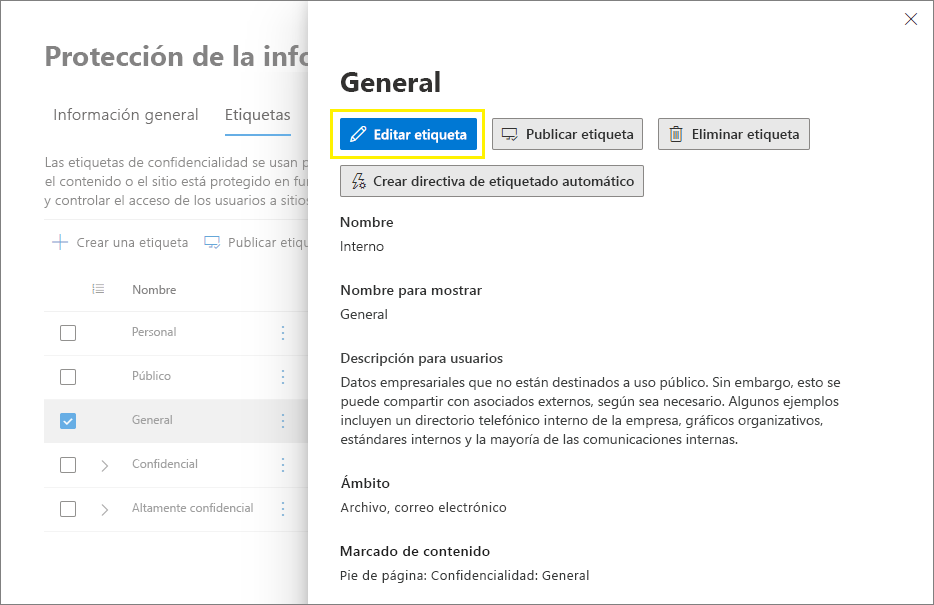 Protección de la info
Información general
Etiquetas
Las etiquetas de confidencialidad se usan p
el contenido o el sitio está protegido en fu
y controlar el acceso de los usuarios a sitios
Crear una etiqueta
Publicar etiqu
Nombre
Personal
Público
General
Confidencial
Altamente confidencial
General
Editar etiqueta
Publicar etiqueta
Eliminar etiqueta
Crear directiva de etiquetado automático
Nombre
Interno
Nombre para mostrar
General
Descripción para usuarios
Datos empresariales que no están destinados a uso público. Sin embargo, esto se
puede compartir con asociados externos, según sea necesario. Algunos ejemplos
incluyen un directorio telefónico interno de la empresa, gráficos organizativos,
estándares internos y la mayoría de las comunicaciones internas.
Ámbito
Archivo, correo electrónico
Marcado de contenido
Pie de página: Confidencialidad: General